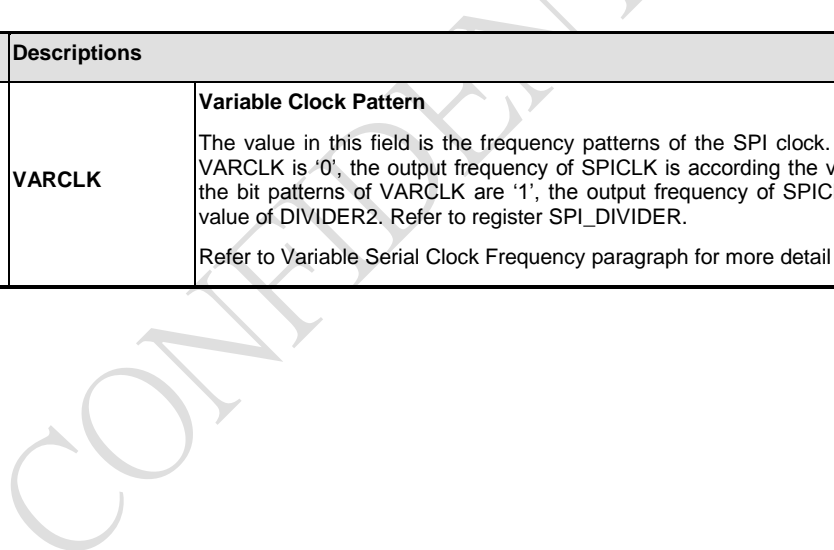 Descriptions
VARCLK
Variable Clock Pattern
The value in this field is the frequency patterns of the SPI clock.
VARCLK is ‘0’, the output frequency of SPICLK is according the
the bit patterns of VARCLK are ‘1’, the output frequency of
value of DIVIDER2. Refer to register SPI_DIVIDER.
Refer to Variable Serial Clock Frequency paragraph for more detail